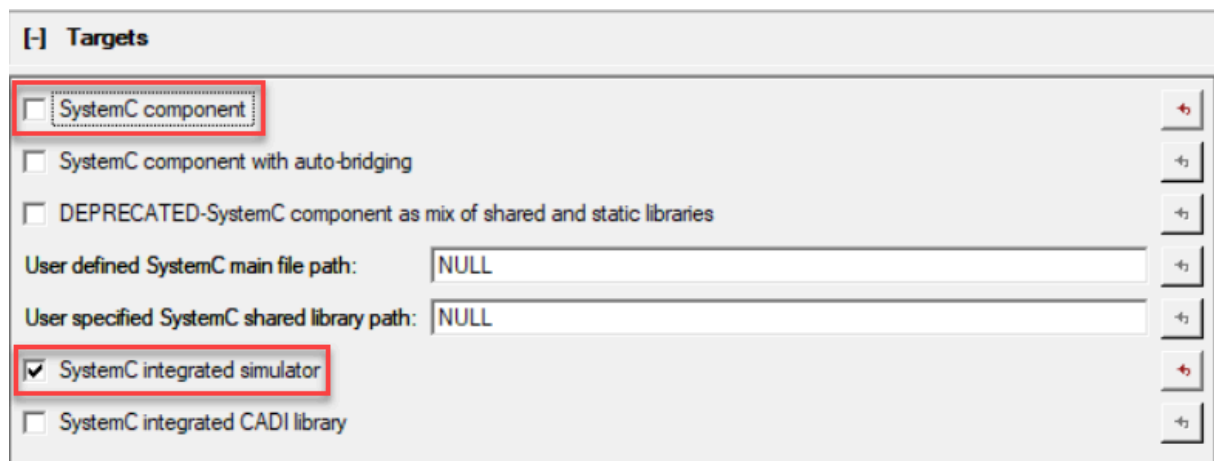 [-] Targets
SystemC component
SystemC component with auto-bridging
DEPRECATED-SystemC component as mix of shared and static libraries
User defined SystemC main file path: NULL
User specified SystemC shared library path: NULL
SystemC integrated simulator
SystemC integrated CADI library